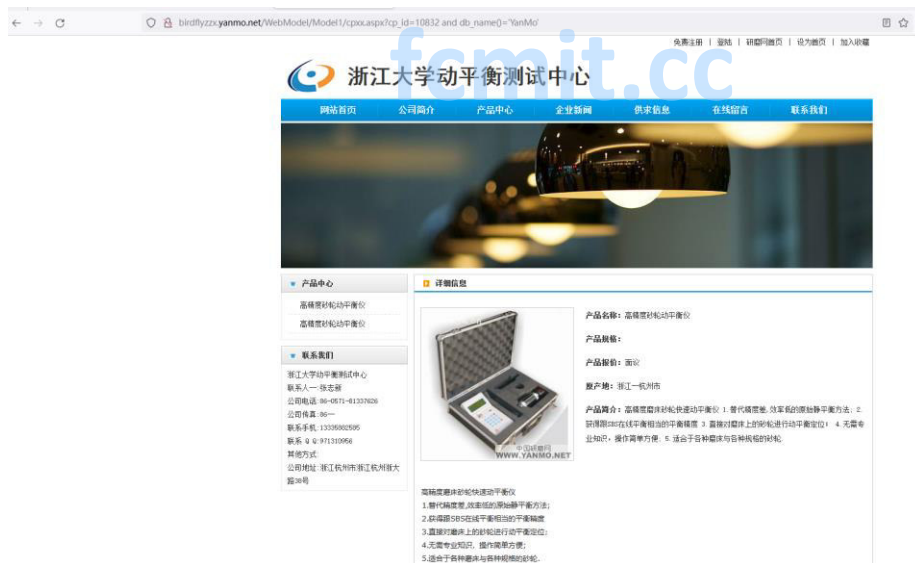 birdflyzzx.yanmo.net/WebModel/Model1/cpxx.aspx?cp_id=10832 and db_name()='YanMo'
免费注册 | 登陆 | 研磨网首页 | 设为首页 | 加入收藏
fcmit.cc
浙江大学动平衡测试中心
网站首页 公司简介 产品中心 企业新闻 供求信息 在线留言 联系我们
产品中心
高精度砂轮动平衡仪
高精度砂轮动平衡仪
联系我们
浙江大学动平衡测试中心
联系人一:张志新
公司电话:86-0571-81337626
公司传真:86—
联系手机:13335802595
联系 Q Q:971310956
其他方式:
公司地址:浙江杭州市浙江杭州浙大
路38号
详细信息
中国研磨网
WWW.YANMO.NET
产品名称:高精度砂轮动平衡仪
产品规格:
产品报价:面议
原产地:浙江一杭州市
产品简介:高精度磨床砂轮快速动平衡仪 1.替代精度差,效率低的原始静平衡方法; 2.
获得跟SBS在线平衡相当的平衡精度 3.直接对磨床上的砂轮进行动平衡定位; 4.无需专
业知识,操作简单方便. 5.适合于各种磨床与各种规格的砂轮.
高精度磨床砂轮快速动平衡仪
1.替代精度差,效率低的原始静平衡方法;
2.获得跟SBS在线平衡相当的平衡精度
3.直接对磨床上的砂轮进行动平衡定位;
4.无需专业知识, 操作简单方便;
5.适合于各种磨床与各种规格的砂轮.